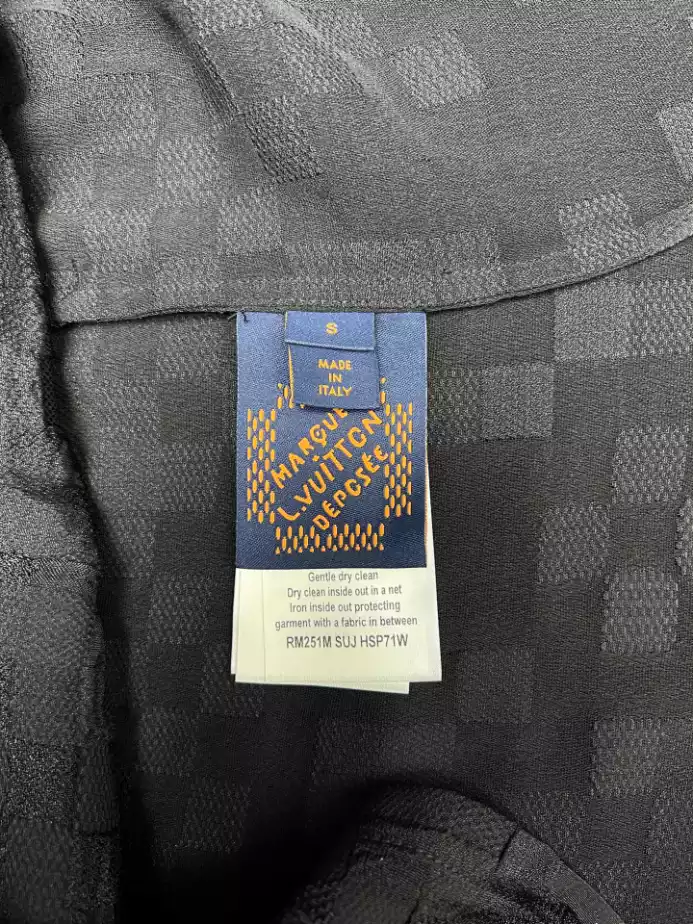 S
MADE
IN
ITALY
MARQUE
L.VUITTON
DÉPOSÉE
Gentle dry clean
Dry clean inside out in a net
Iron inside out protecting
garment with a fabric in between
RM251M SUJ HSP71W